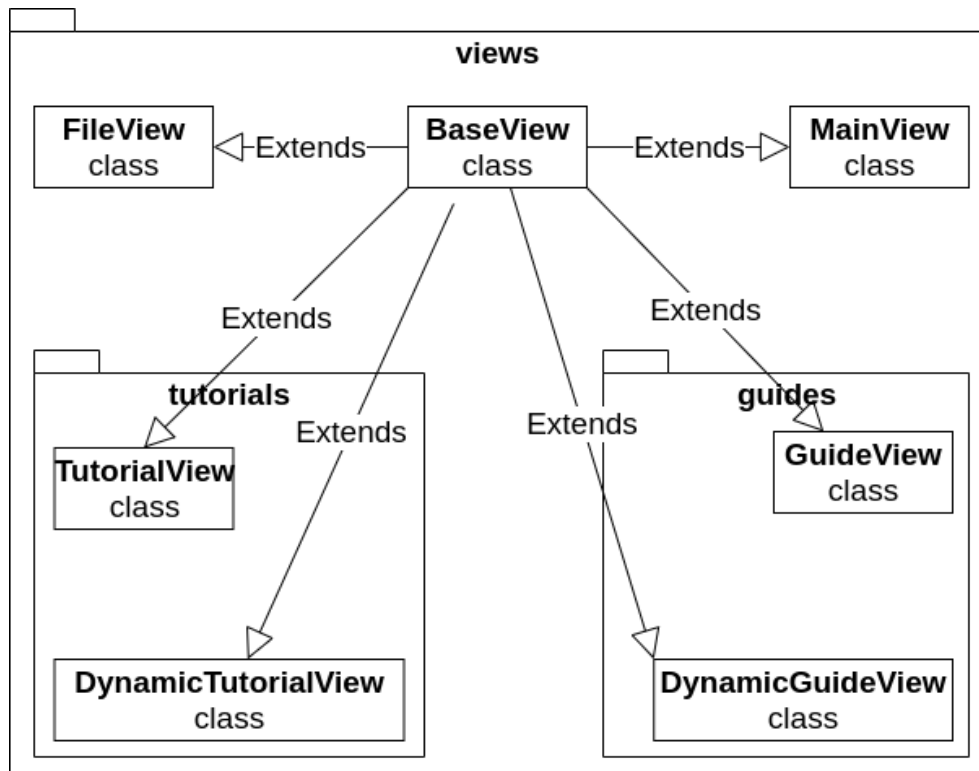 views
FileView
class
Extends
BaseView
class
Extends
MainView
class
Extends
Extends
tutorials
guides
Extends
Extends
TutorialView
class
GuideView
class
DynamicTutorialView
class
DynamicGuideView
class